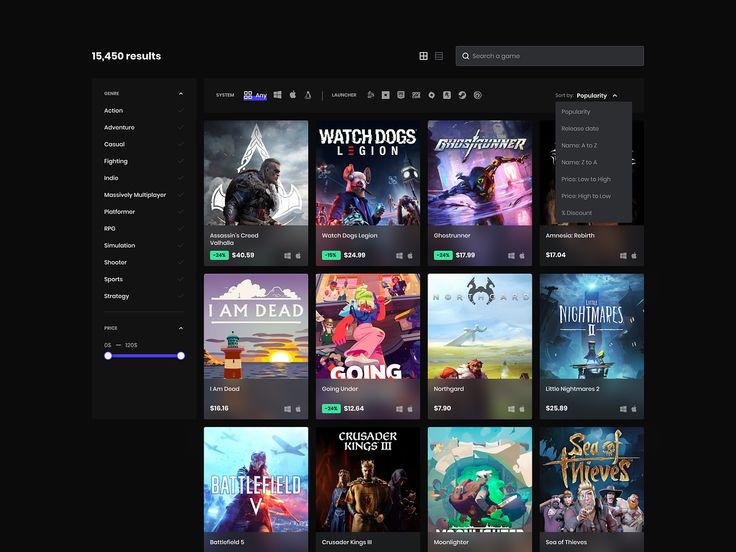 15,450 results
Search a game
GENRE
Action
Adventure
Casual
Fighting
Indie
Massively Multiplayer
Platformer
RPG
Simulation
Shooter
Sports
Strategy
PRICE
0$ — 120$
SYSTEM
Any
LAUNCHER
Sort by: Popularity
Popularity
Release date
Name: A to Z
Name: Z to A
Price: Low to High
Price: High to Low
% Discount
Assassin's Creed
Valhalla
-34% $40.59
WATCH DOGS
LEGION
Watch Dogs Legion
-15% $24.99
GHOSTRUNNER
Ghostrunner
-34% $17.99
Amnesia: Rebirth
$17.04
I AM DEAD
I Am Dead
$16.16
GOING
Going Under
-34% $12.64
NORTHGARD
Northgard
$7.90
LITTLE
NIGHTMARES
II
Little Nightmares 2
$25.89
BATTLEFIELD
V
Battlefield 5
CRUSADER
KINGS III
Crusader Kings III
MOONLIGHTER
Moonlighter
Sea of
Thieves
Sea of Thieves